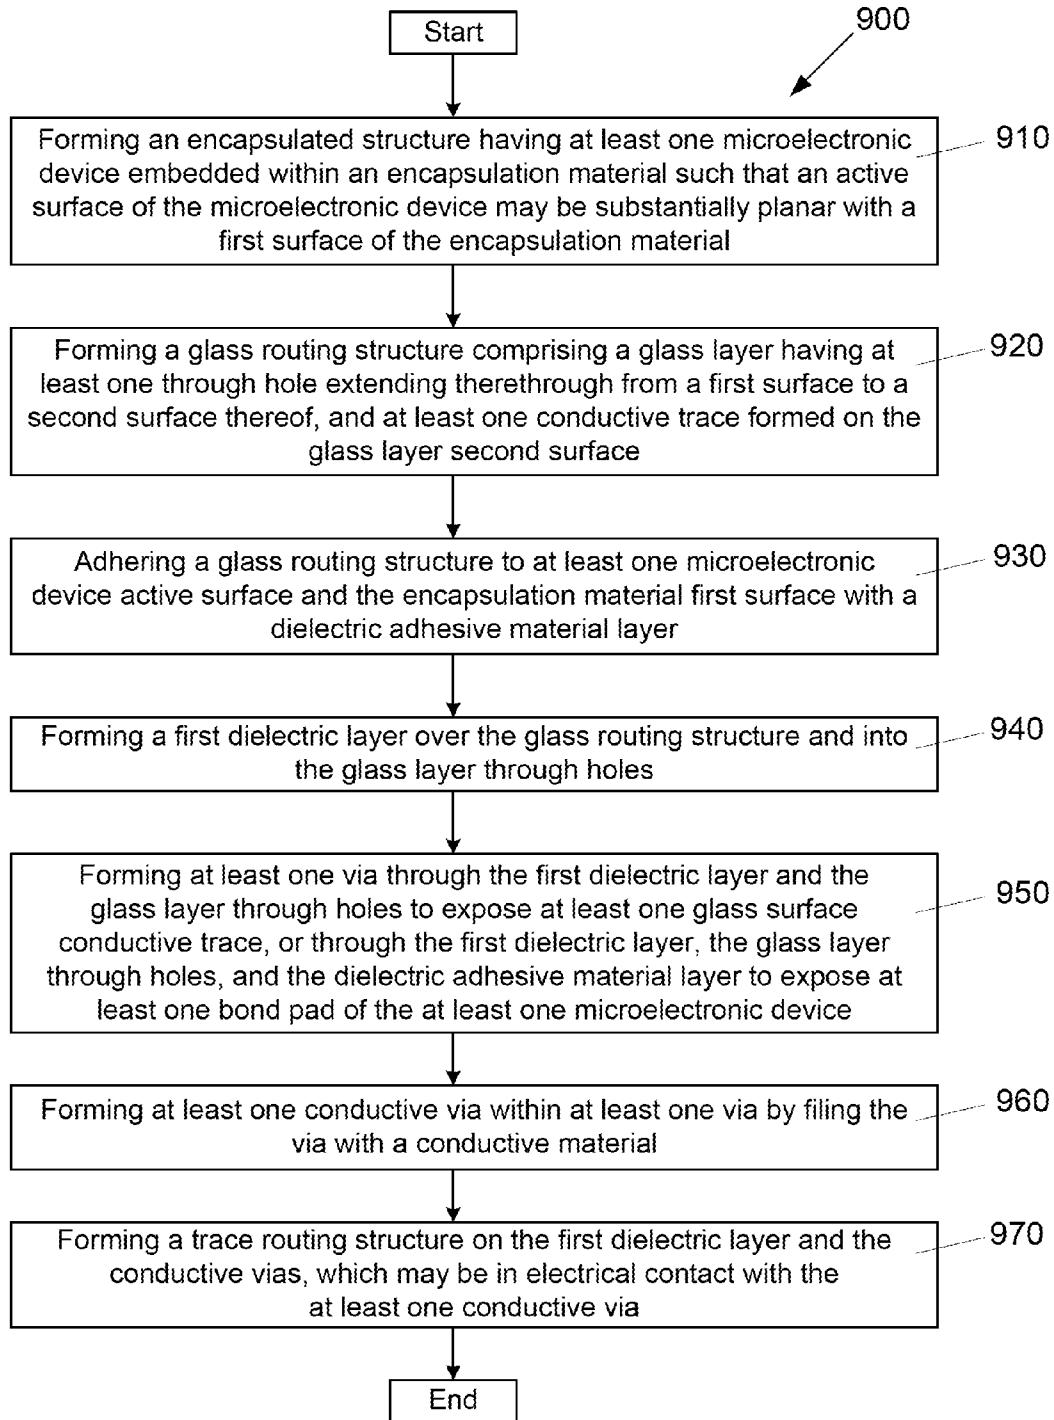 Start
900
Forming an encapsulated structure having at least one microelectronic
device embedded within an encapsulation material such that an active
surface of the microelectronic device may be substantially planar with a
first surface of the encapsulation material
910
Forming a glass routing structure comprising a glass layer having at
least one through hole extending therethrough from a first surface to a
second surface thereof, and at least one conductive trace formed on the
glass layer second surface
920
Adhering a glass routing structure to at least one microelectronic
device active surface and the encapsulation material first surface with a
dielectric adhesive material layer
930
Forming a first dielectric layer over the glass routing structure and into
the glass layer through holes
940
Forming at least one via through the first dielectric layer and the
glass layer through holes to expose at least one glass surface
conductive trace, or through the first dielectric layer, the glass layer
through holes, and the dielectric adhesive material layer to expose at
least one bond pad of the at least one microelectronic device
950
Forming at least one conductive via within at least one via by filing the
via with a conductive material
960
Forming a trace routing structure on the first dielectric layer and the
conductive vias, which may be in electrical contact with the
at least one conductive via
970
End